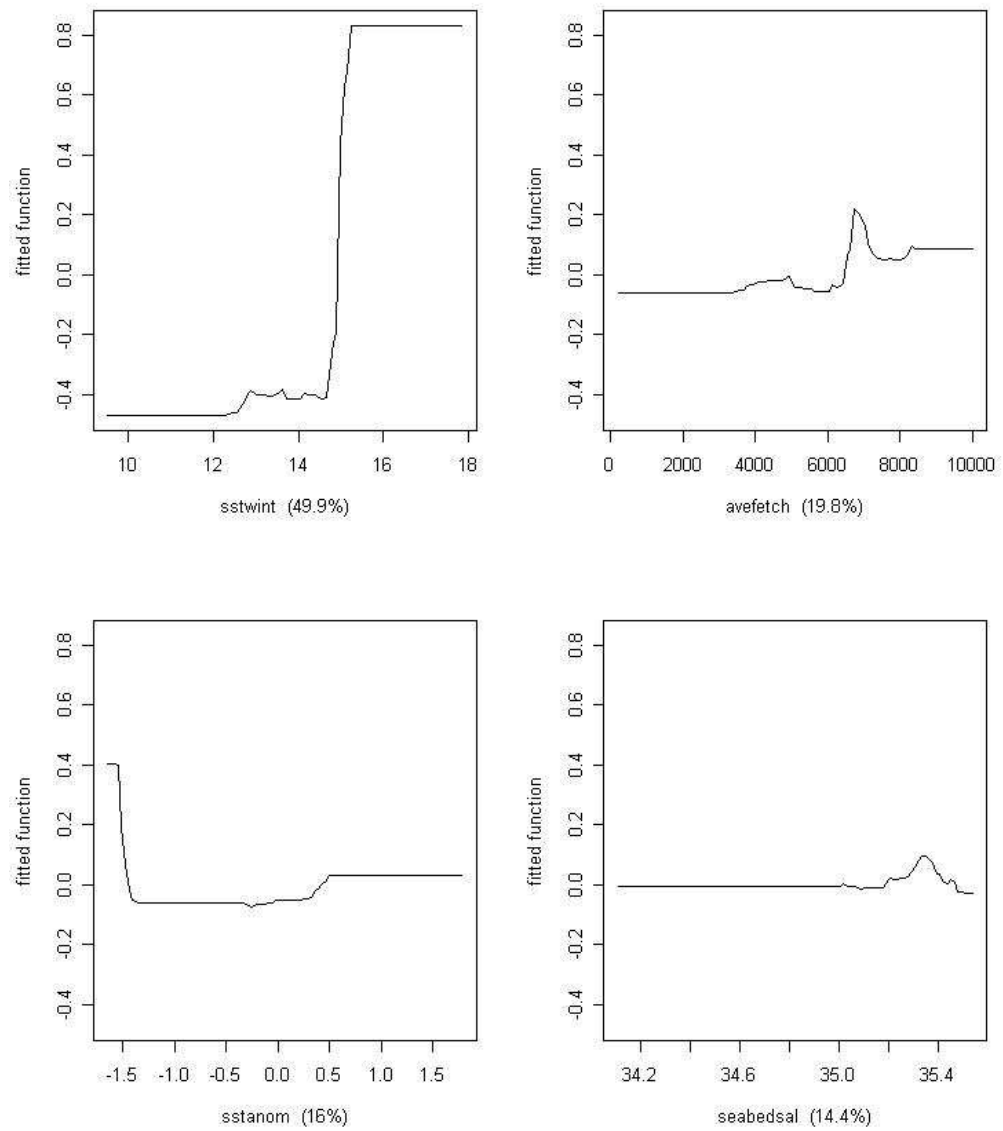 fitted function
0.8
0.6
0.4
0.2
0.0
-0.2
-0.4
10 12 14 16 18
sstwint (49.9%)
fitted function
0.8
0.6
0.4
0.2
0.0
-0.2
-0.4
0 2000 4000 6000 8000 10000
avefetch (19.8%)
fitted function
0.8
0.6
0.4
0.2
0.0
-0.2
-0.4
-1.5 -1.0 -0.5 0.0 0.5 1.0 1.5
sstanom (16%)
fitted function
0.8
0.6
0.4
0.2
0.0
-0.2
-0.4
34.2 34.6 35.0 35.4
seabedsal (14.4%)